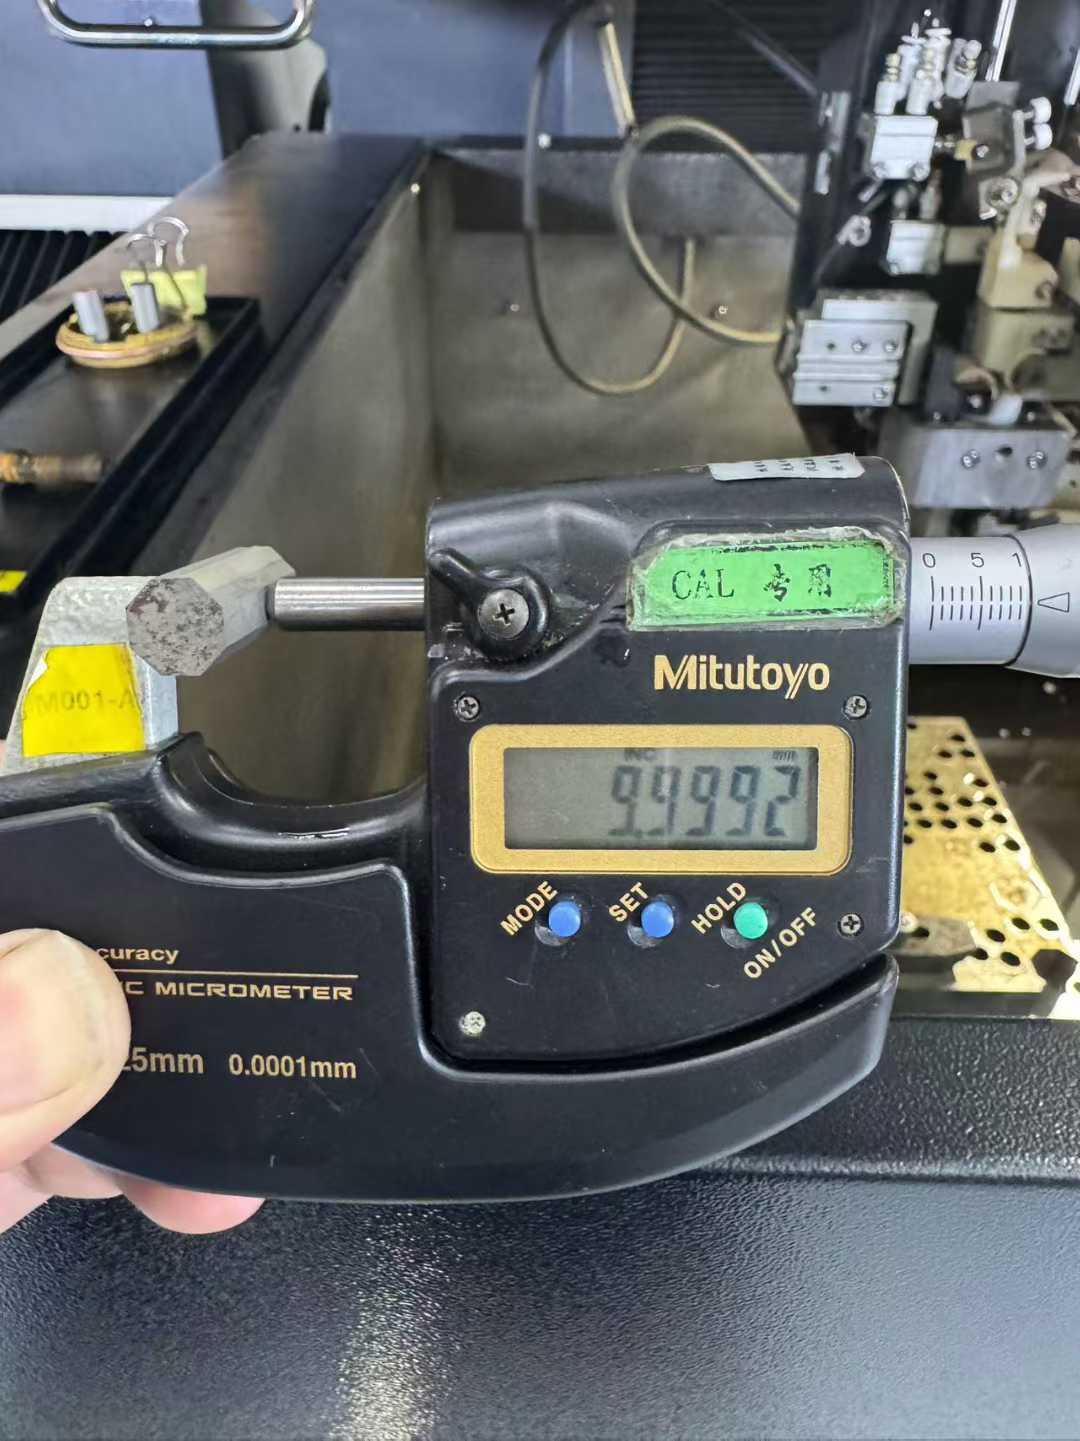 0 5 1
CAL 专用
Mitutoyo
M001-A
INC mm
9.9992
MODE
SET
HOLD
ON/OFF
curacy
C MICROMETER
25mm 0.0001mm